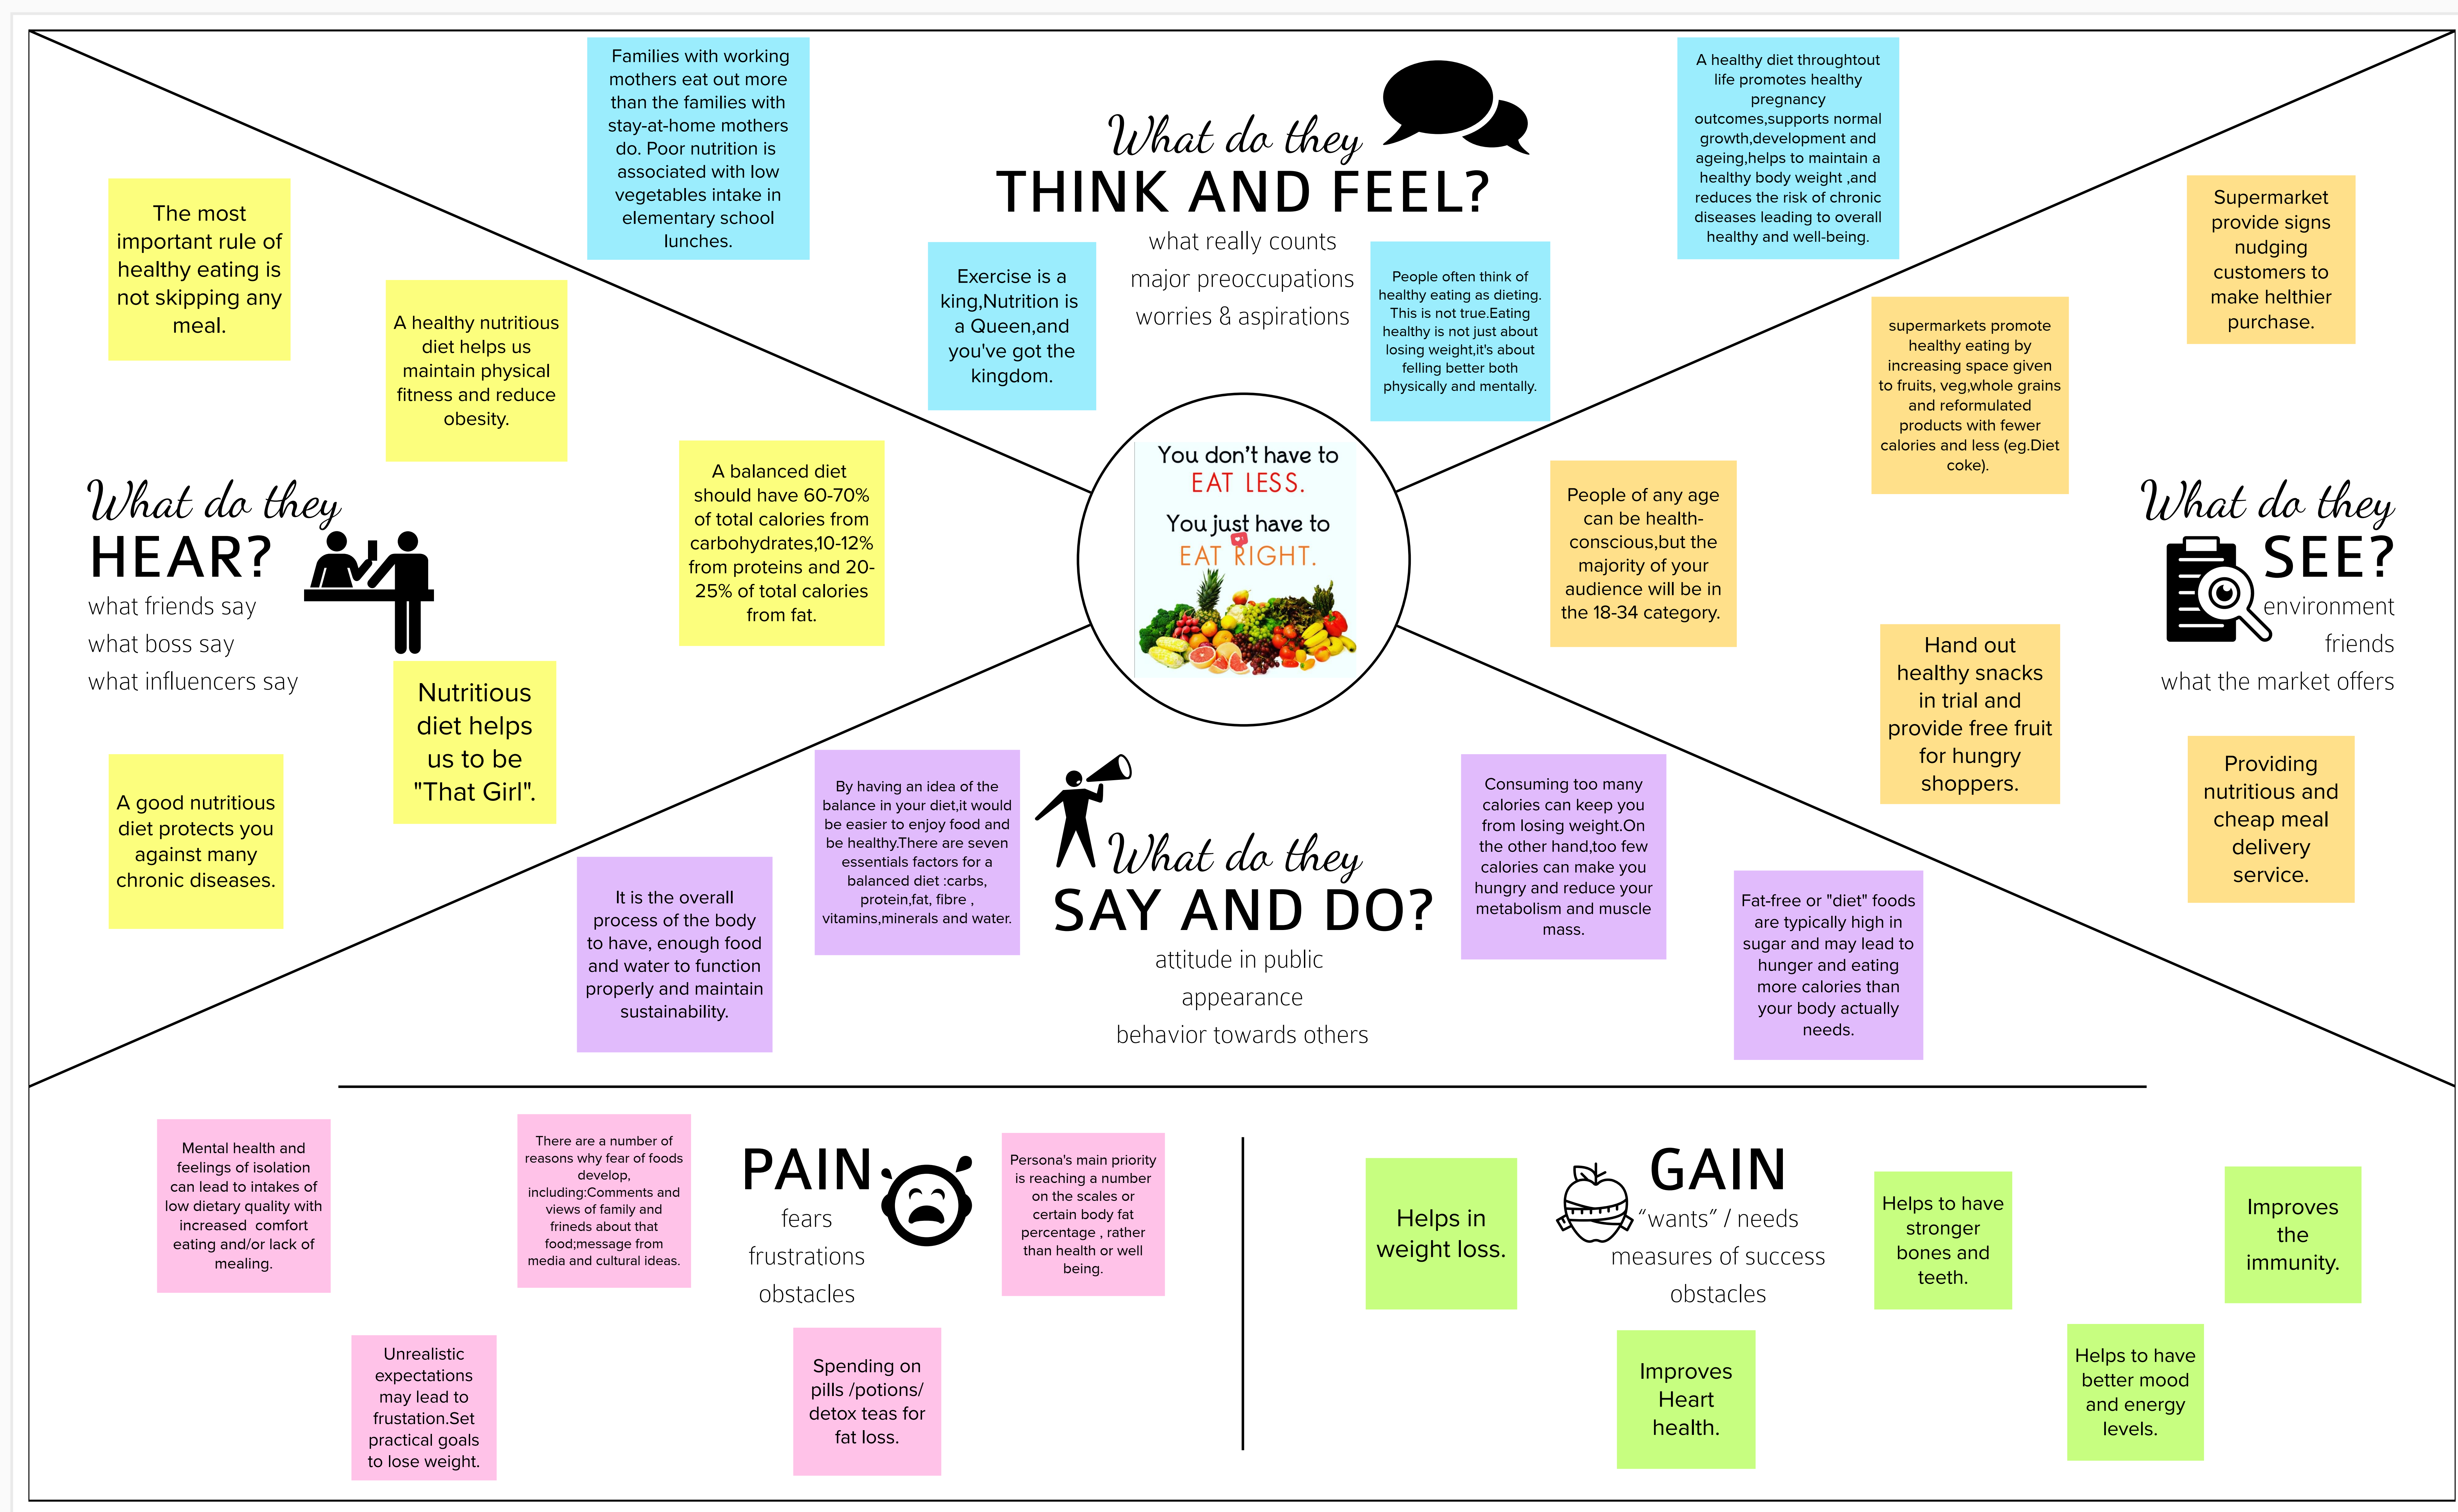 What do they
THINK AND FEEL?
what really counts
major preoccupations
worries & aspirations
Families with working
mothers eat out more
than the families with
stay-at-home mothers
do. Poor nutrition is
associated with low
vegetables intake in
elementary school
lunches.
Exercise is a
king,Nutrition is
a Queen,and
you've got the
kingdom.
People often think of
healthy eating as dieting.
This is not true.Eating
healthy is not just about
losing weight,it's about
felling better both
physically and mentally.
A healthy diet throughtout
life promotes healthy
pregnancy
outcomes,supports normal
growth,development and
ageing,helps to maintain a
healthy body weight ,and
reduces the risk of chronic
diseases leading to overall
healthy and well-being.
What do they
HEAR?
what friends say
what boss say
what influencers say
The most
important rule of
healthy eating is
not skipping any
meal.
A healthy nutritious
diet helps us
maintain physical
fitness and reduce
obesity.
A balanced diet
should have 60-70%
of total calories from
carbohydrates,10-12%
from proteins and 20-
25% of total calories
from fat.
Nutritious
diet helps
us to be
"That Girl".
A good nutritious
diet protects you
against many
chronic diseases.
You don't have to
EAT LESS.
You just have to
EAT RIGHT.
What do they
SEE?
environment
friends
what the market offers
Supermarket
provide signs
nudging
customers to
make helthier
purchase.
supermarkets promote
healthy eating by
increasing space given
to fruits, veg,whole grains
and reformulated
products with fewer
calories and less (eg.Diet
coke).
People of any age
can be health-
conscious,but the
majority of your
audience will be in
the 18-34 category.
Hand out
healthy snacks
in trial and
provide free fruit
for hungry
shoppers.
Providing
nutritious and
cheap meal
delivery
service.
What do they
SAY AND DO?
attitude in public
appearance
behavior towards others
It is the overall
process of the body
to have, enough food
and water to function
properly and maintain
sustainability.
By having an idea of the
balance in your diet,it would
be easier to enjoy food and
be healthy.There are seven
essentials factors for a
balanced diet :carbs,
protein,fat, fibre ,
vitamins,minerals and water.
Consuming too many
calories can keep you
from losing weight.On
the other hand,too few
calories can make you
hungry and reduce your
metabolism and muscle
mass.
Fat-free or "diet" foods
are typically high in
sugar and may lead to
hunger and eating
more calories than
your body actually
needs.
PAIN
fears
frustrations
obstacles
Mental health and
feelings of isolation
can lead to intakes of
low dietary quality with
increased  comfort
eating and/or lack of
mealing.
There are a number of
reasons why fear of foods
develop,
including:Comments and
views of family and
frineds about that
food;message from
media and cultural ideas.
Persona's main priority
is reaching a number
on the scales or
certain body fat
percentage , rather
than health or well
being.
Unrealistic
expectations
may lead to
frustation.Set
practical goals
to lose weight.
Spending on
pills /potions/
detox teas for
fat loss.
GAIN
"wants" / needs
measures of success
obstacles
Helps in
weight loss.
Helps to have
stronger
bones and
teeth.
Improves
the
immunity.
Improves
Heart
health.
Helps to have
better mood
and energy
levels.